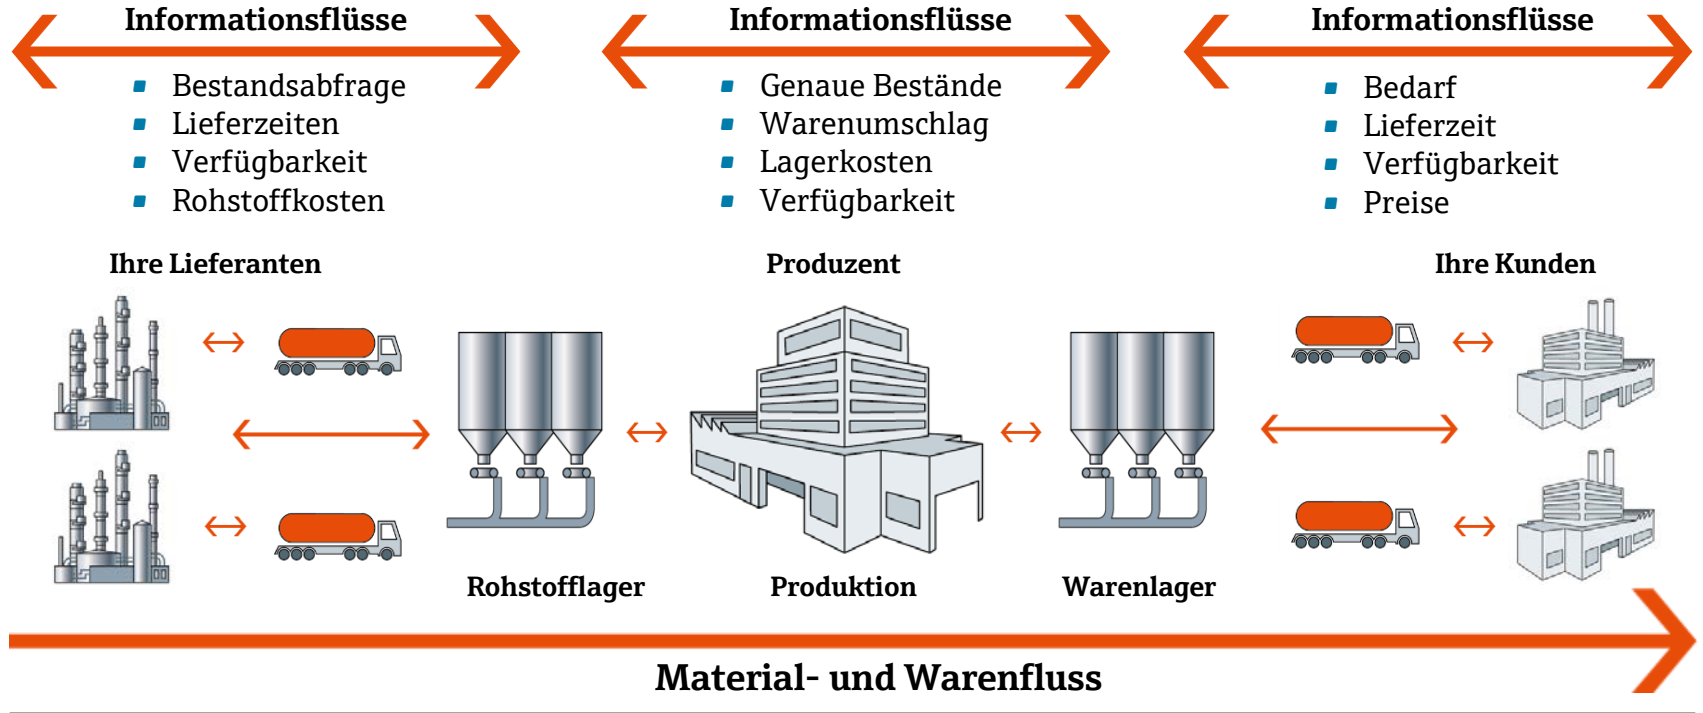 Informationsflüsse
Bestandsabfrage
Lieferzeiten
Verfügbarkeit
Rohstoffkosten
Informationsflüsse
Genaue Bestände
Warenumschlag
Lagerkosten
Verfügbarkeit
Informationsflüsse
Bedarf
Lieferzeit
Verfügbarkeit
Preise
Ihre Lieferanten
Produzent
Ihre Kunden
Rohstofflager
Produktion
Warenlager
Material- und Warenfluss